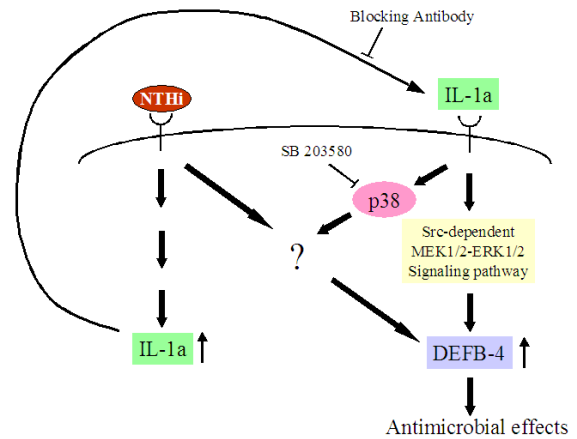 Blocking Antibody
NTHi
IL-1a
SB 203580
p38
Src-dependent
MEK1/2-ERK1/2
Signaling pathway
?
IL-1a
DEFB-4
Antimicrobial effects